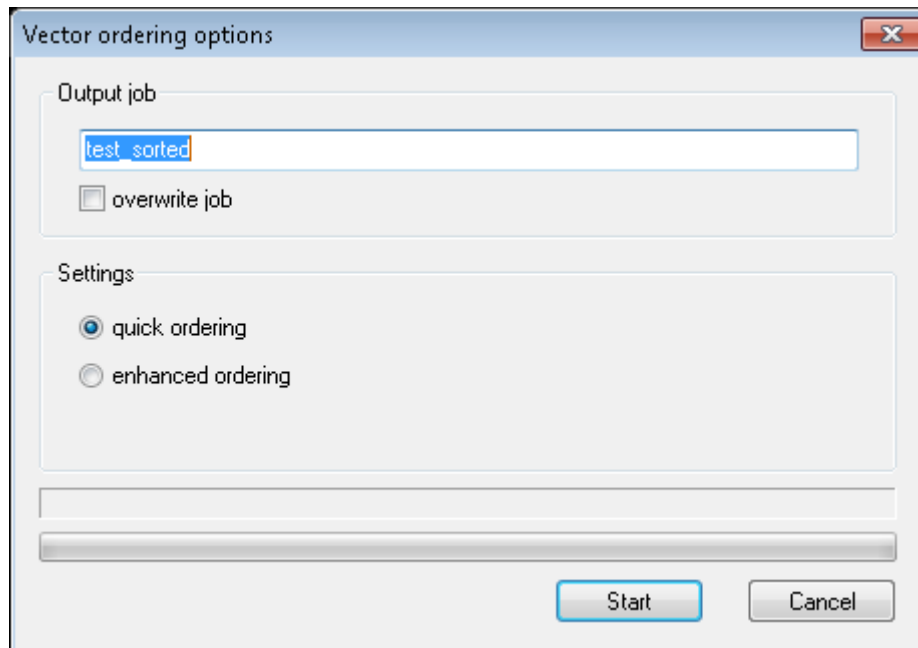 Vector ordering options
Output job
test_sorted
overwrite job
Settings
quick ordering
enhanced ordering
Start Cancel